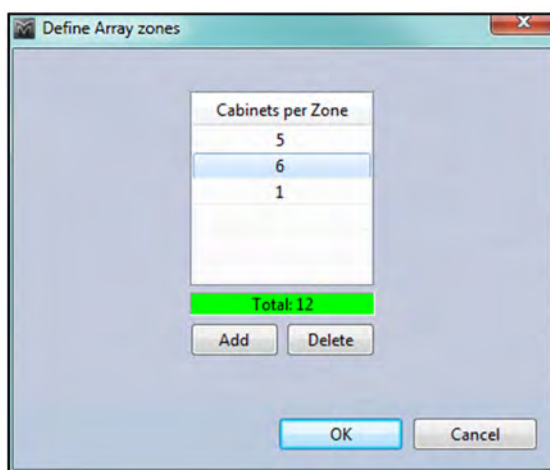 Define Array zones
Cabinets per Zone
5
6
1
Total: 12
Add Delete
OK Cancel